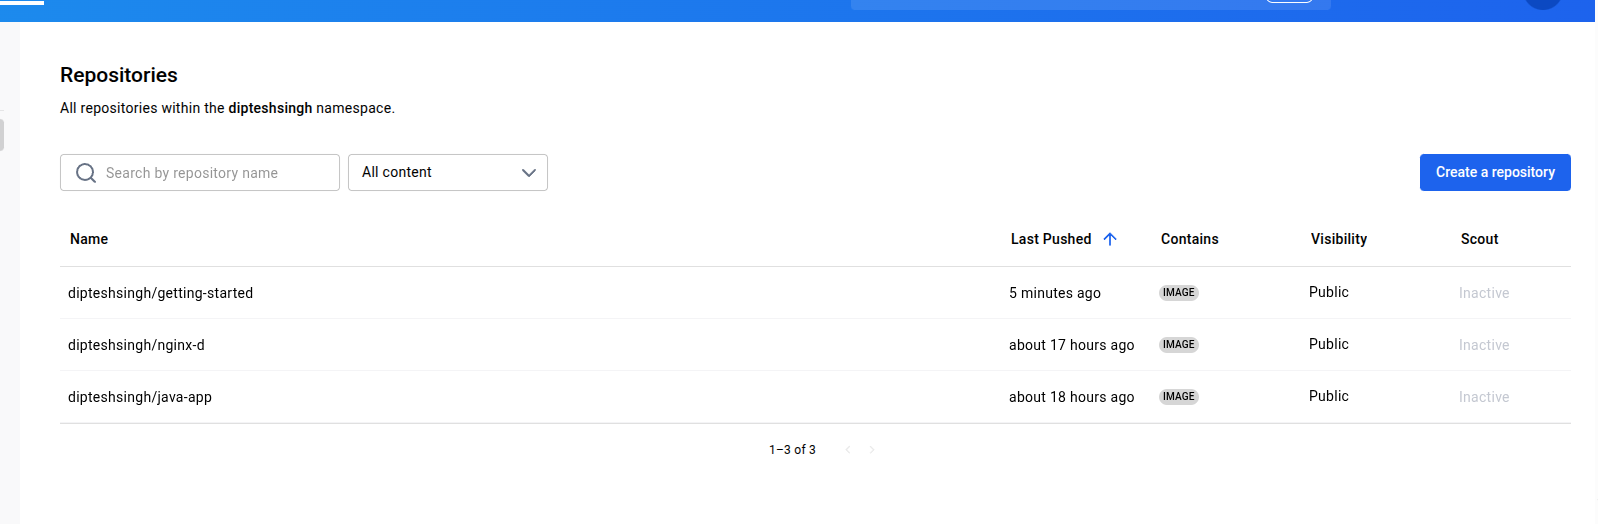 Repositories
All repositories within the dipteshsingh namespace.
Search by repository name
All content
Create a repository
Name Last Pushed Contains Visibility Scout
dipteshsingh/getting-started 5 minutes ago IMAGE Public Inactive
dipteshsingh/nginx-d about 17 hours ago IMAGE Public Inactive
dipteshsingh/java-app about 18 hours ago IMAGE Public Inactive
1–3 of 3